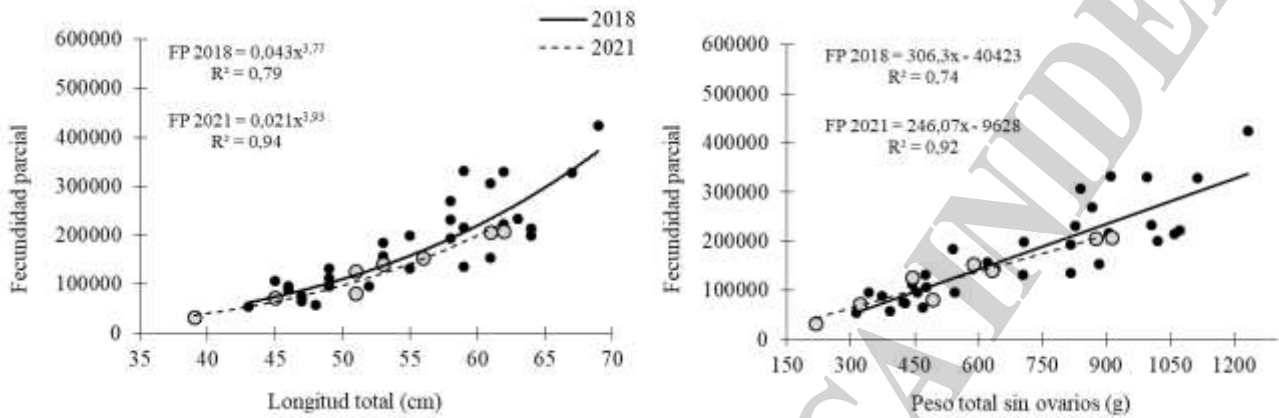 2018
2021
600000
500000
400000
300000
200000
100000
0
FP 2018 = 0,043x^3,77
R² = 0,79
FP 2021 = 0,021x^3,93
R² = 0,94
Fecundidad parcial
35 40 45 50 55 60 65 70
Longitud total (cm)
600000
500000
400000
300000
200000
100000
0
FP 2018 = 306,3x - 40423
R² = 0,74
FP 2021 = 246,07x - 9628
R² = 0,92
Fecundidad parcial
150 300 450 600 750 900 1050 1200
Peso total sin ovarios (g)